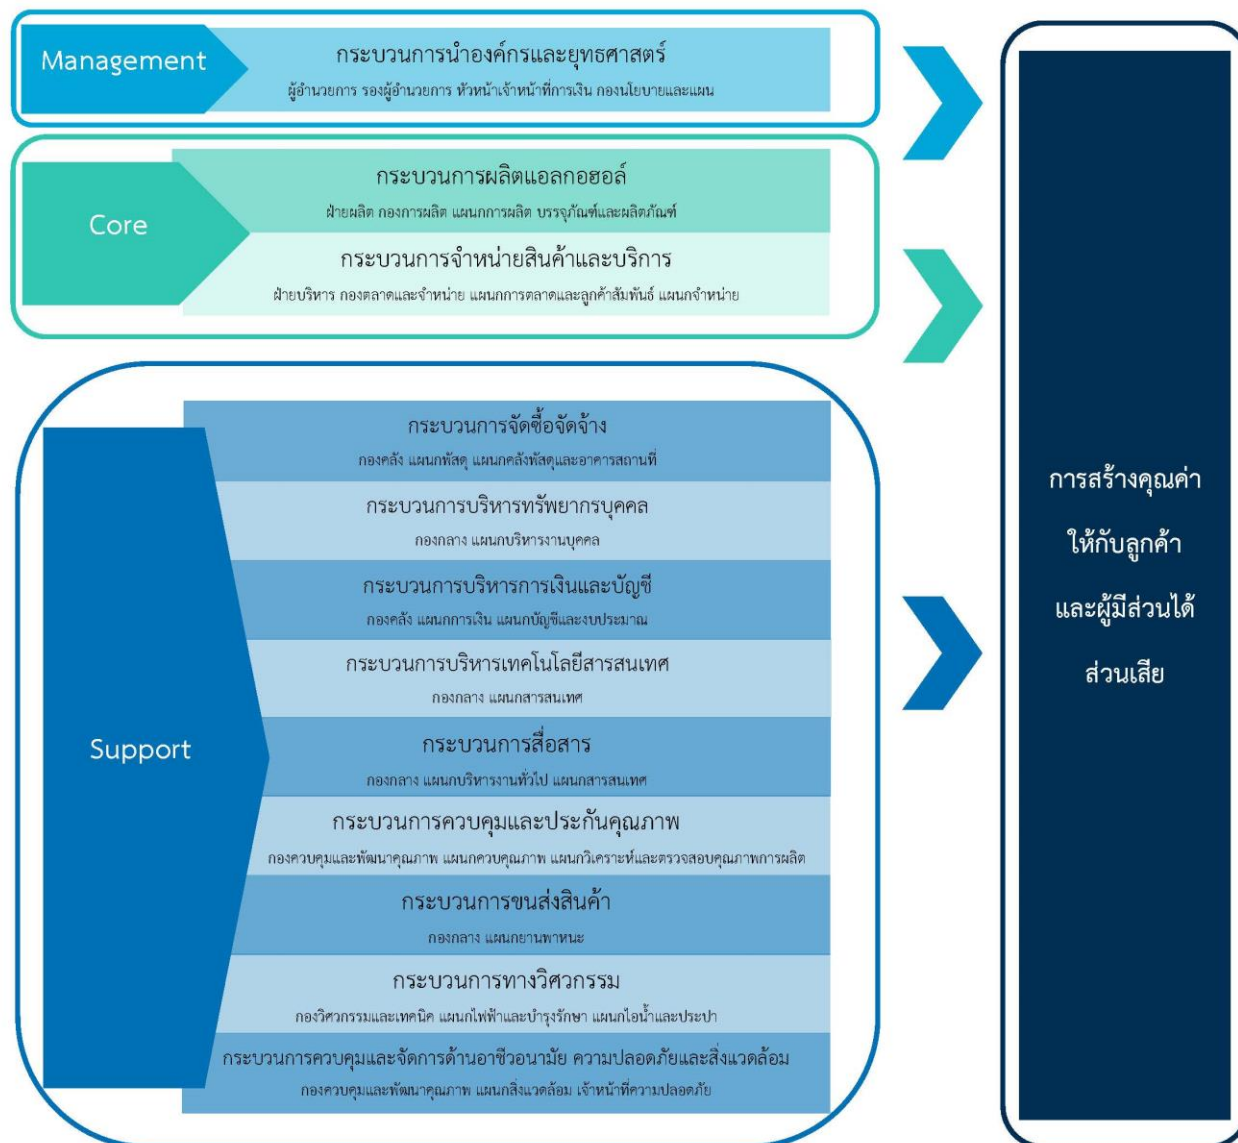 Management
กระบวนการนำองค์กรและยุทธศาสตร์
ผู้อำนวยการ รองผู้อำนวยการ หัวหน้าเจ้าหน้าที่การเงิน กองนโยบายและแผน
Core
กระบวนการผลิตแอลกอฮอล์
ฝ่ายผลิต กองการผลิต แผนกการผลิต บรรจุภัณฑ์และผลิตภัณฑ์
กระบวนการจำหน่ายสินค้าและบริการ
ฝ่ายบริหาร กองตลาดและจำหน่าย แผนกการตลาดและลูกค้าสัมพันธ์ แผนกจำหน่าย
Support
กระบวนการจัดซื้อจัดจ้าง
กองคลัง แผนกพัสดุ แผนกคลังพัสดุและอาคารสถานที่
กระบวนการบริหารทรัพยากรบุคคล
กองกลาง แผนกบริหารงานบุคคล
กระบวนการบริหารการเงินและบัญชี
กองคลัง แผนกการเงิน แผนกบัญชีและงบประมาณ
กระบวนการบริหารเทคโนโลยีสารสนเทศ
กองกลาง แผนกสารสนเทศ
กระบวนการสื่อสาร
กองกลาง แผนกบริหารงานทั่วไป แผนกสารสนเทศ
กระบวนการควบคุมและประกันคุณภาพ
กองควบคุมและพัฒนาคุณภาพ แผนกควบคุณภาพ แผนกวิเคราะห์และตรวจสอบคุณภาพการผลิต
กระบวนการขนส่งสินค้า
กองกลาง แผนกยานพาหนะ
กระบวนการทางวิศวกรรม
กองวิศวกรรมและเทคนิค แผนกไฟฟ้าและบำรุงรักษา แผนกไอน้ำและประปา
กระบวนการควบคุมและจัดการด้านอาชีวอนามัย ความปลอดภัยและสิ่งแวดล้อม
กองควบคุมและพัฒนาคุณภาพ แผนกสิ่งแวดล้อม เจ้าหน้าที่ความปลอดภัย
การสร้างคุณค่า
ให้กับลูกค้า
และผู้มีส่วนได้
ส่วนเสีย